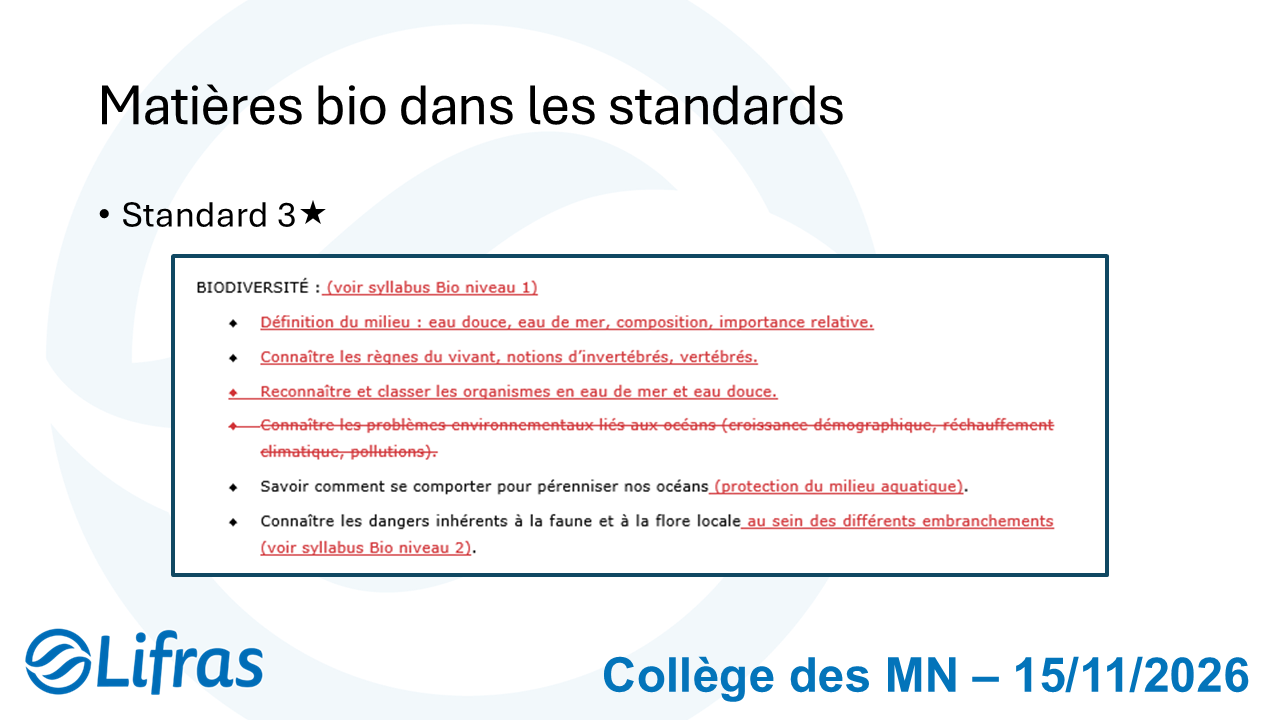 Matières bio dans les standards
• Standard 3★
BIODIVERSITÉ : (voir syllabus Bio niveau 1)
◆ Définition du milieu : eau douce, eau de mer, composition, importance relative.
◆ Connaître les règnes du vivant, notions d’invertébrés, vertébrés.
◆ Reconnaître et classer les organismes en eau de mer et eau douce.
◆ Connaître les problèmes environnementaux liés aux océans (croissance démographique, réchauffement
climatique, pollutions).
◆ Savoir comment se comporter pour pérenniser nos océans (protection du milieu aquatique).
◆ Connaître les dangers inhérents à la faune et à la flore locale au sein des différents embranchements
(voir syllabus Bio niveau 2).
Lifras
Collège des MN – 15/11/2026